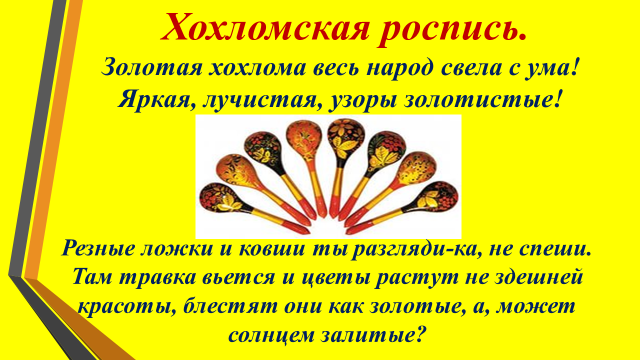 Хохломская роспись.
Золотая хохлома весь народ свела с ума!
Яркая, лучистая, узоры золотистые!
Резные ложки и ковши ты разгляди-ка, не спеши.
Там травка вьется и цветы растут не здешней
красоты, блестят они как золотые, а, может
солнцем залитые?